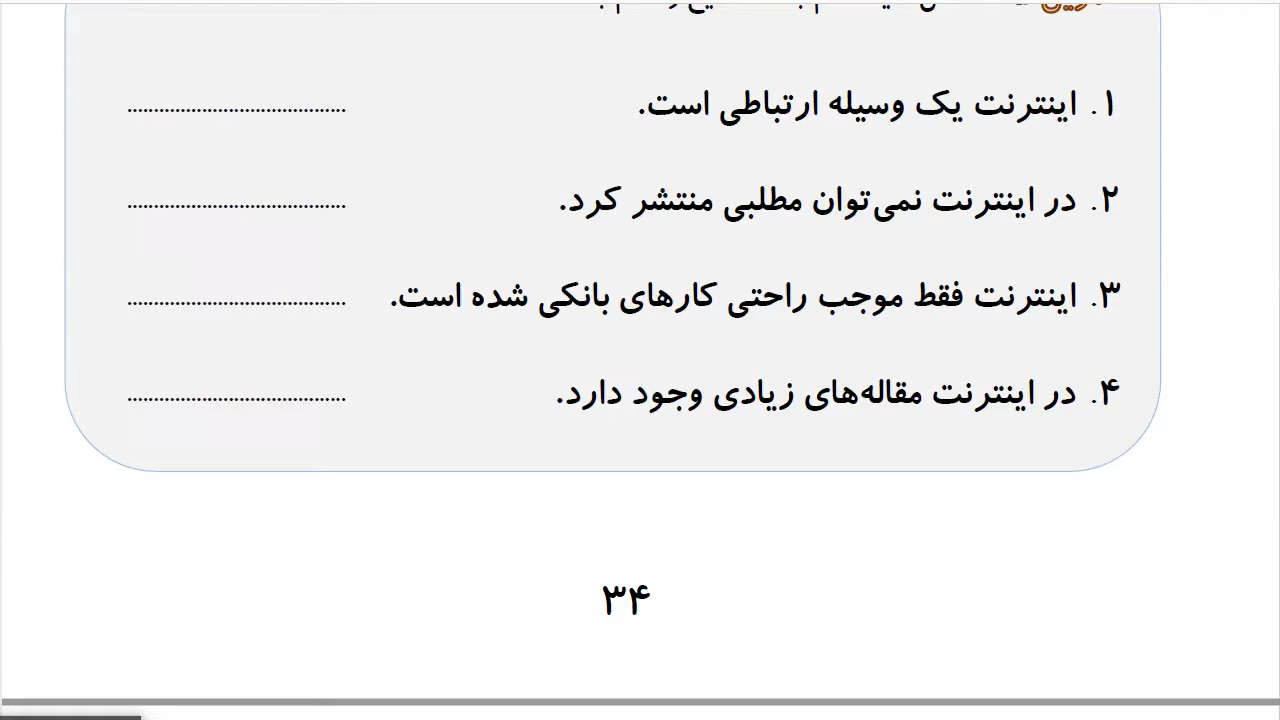 ۱. اینترنت یک وسیله ارتباطی است. ........................................
۲. در اینترنت نمی‌توان مطلبی منتشر کرد. ........................................
۳. اینترنت فقط موجب راحتی کارهای بانکی شده است. ........................................
۴. در اینترنت مقاله‌های زیادی وجود دارد. ........................................
۳۴